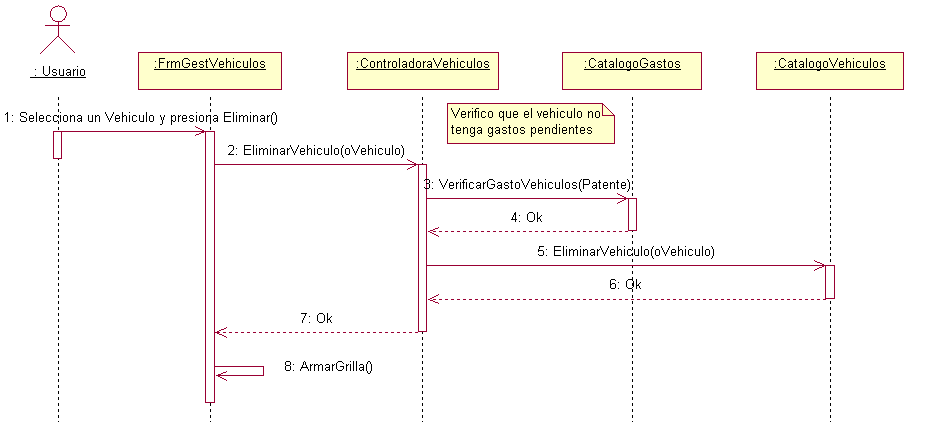 : Usuario
:FrmGestVehiculos
:ControladoraVehiculos
:CatalogoGastos
:CatalogoVehiculos
Verifico que el vehiculo no
tenga gastos pendientes
1: Selecciona un Vehiculo y presiona Eliminar()
2: EliminarVehiculo(oVehiculo)
3: VerificarGastoVehiculos(Patente)
4: Ok
5: EliminarVehiculo(oVehiculo)
6: Ok
7: Ok
8: ArmarGrilla()